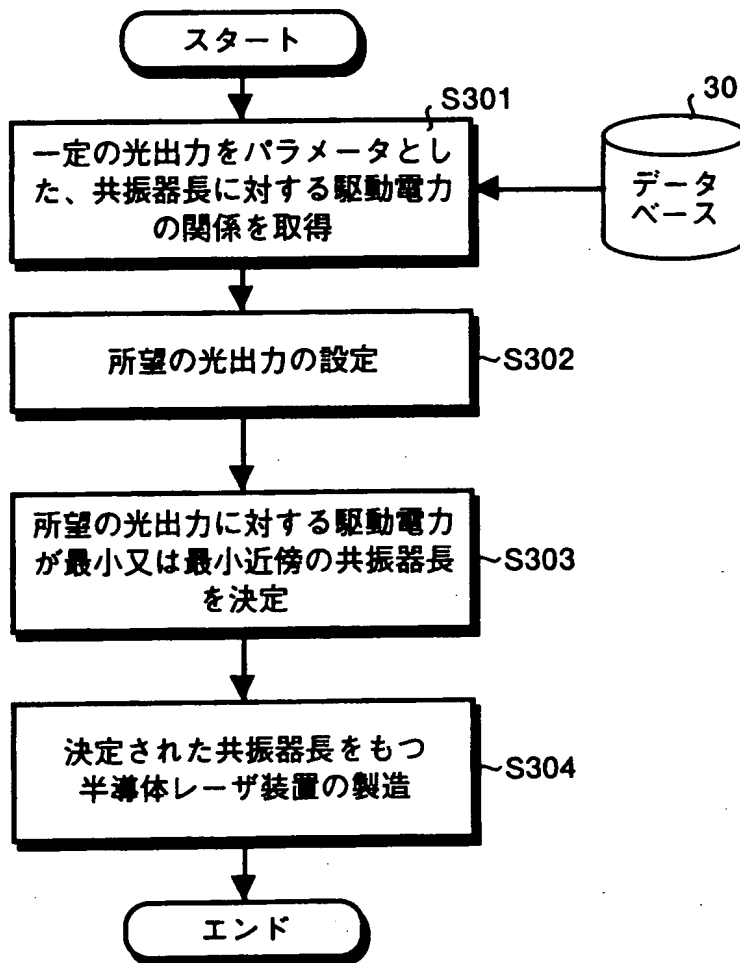 スタート
S301
30
一定の光出力をパラメータとし
た、共振器長に対する駆動電力
の関係を取得
データ
ベース
所望の光出力の設定
S302
所望の光出力に対する駆動電力
が最小又は最小近傍の共振器長
を決定
S303
決定された共振器長をもつ
半導体レーザ装置の製造
S304
エンド